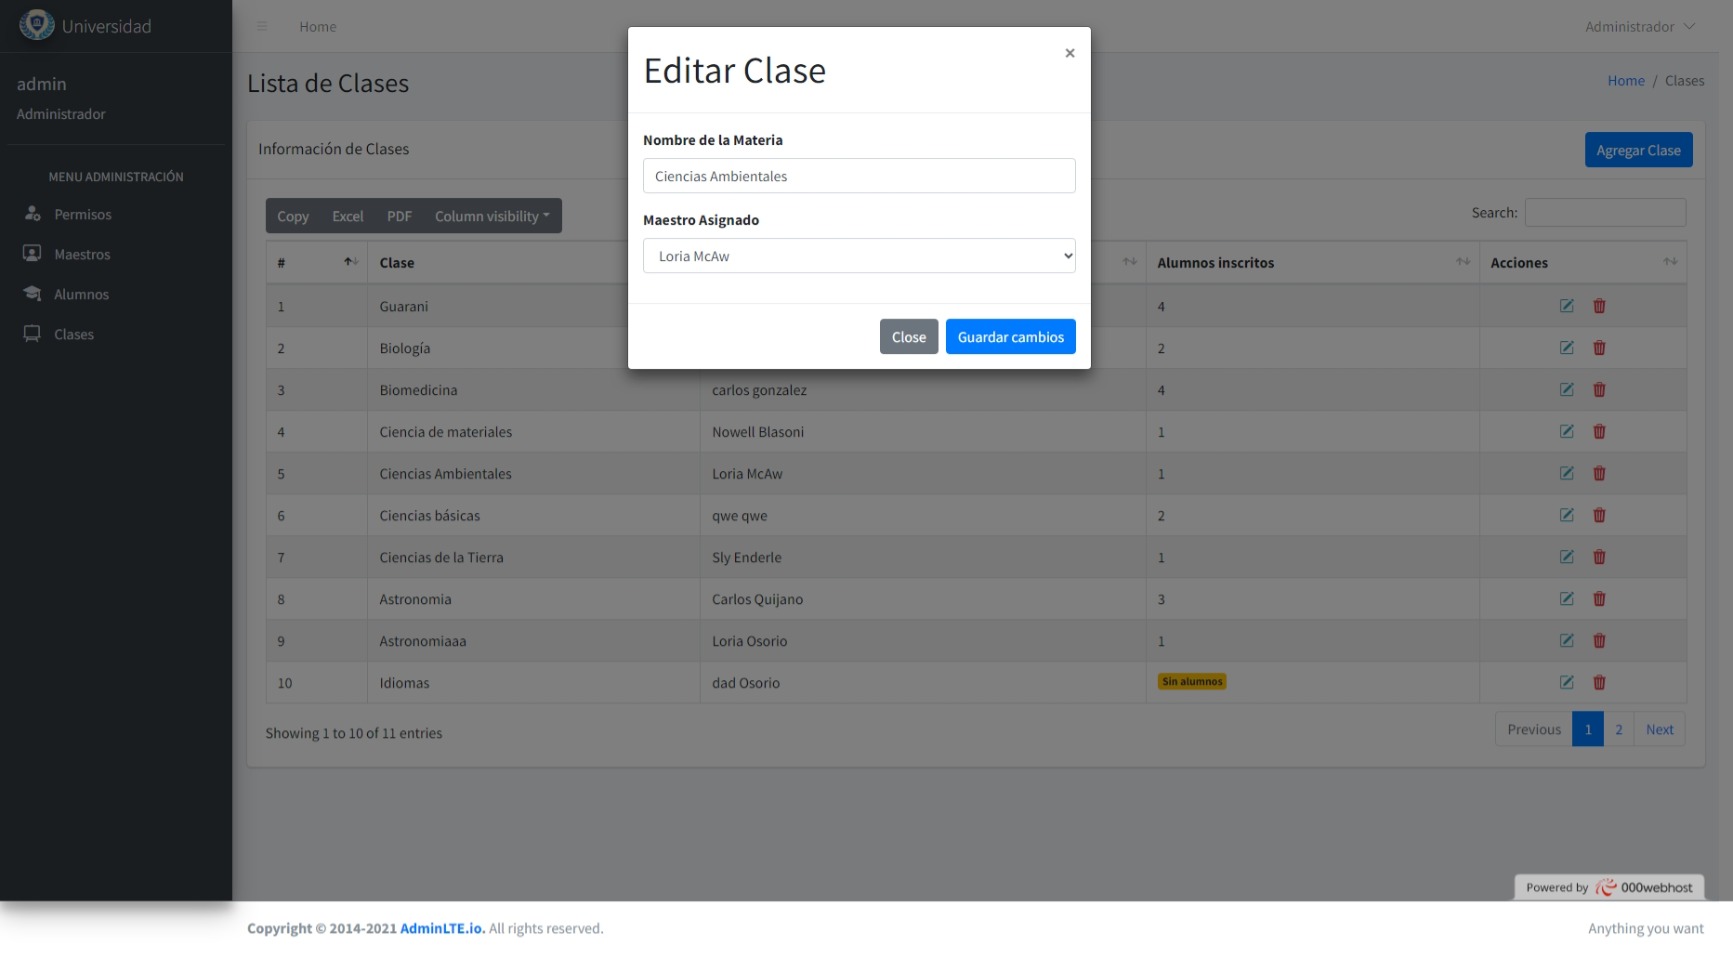 Universidad
Home
Administrador
admin
Administrador
MENU ADMINISTRACIÓN
Permisos
Maestros
Alumnos
Clases
Lista de Clases
Home / Clases
Información de Clases
Agregar Clase
Copy Excel PDF Column visibility
Search:
# Clase Alumnos inscritos Acciones
1 Guarani 4
2 Biología 2
3 Biomedicina carlos gonzalez 4
4 Ciencia de materiales Nowell Blasoni 1
5 Ciencias Ambientales Loria McAw 1
6 Ciencias básicas qwe qwe 2
7 Ciencias de la Tierra Sly Enderle 1
8 Astronomia Carlos Quijano 3
9 Astronomiaaa Loria Osorio 1
10 Idiomas dad Osorio Sin alumnos
Showing 1 to 10 of 11 entries
Previous 1 2 Next
Editar Clase
×
Nombre de la Materia
Ciencias Ambientales
Maestro Asignado
Loria McAw
Close Guardar cambios
Powered by 000webhost
Copyright © 2014-2021 AdminLTE.io. All rights reserved.
Anything you want